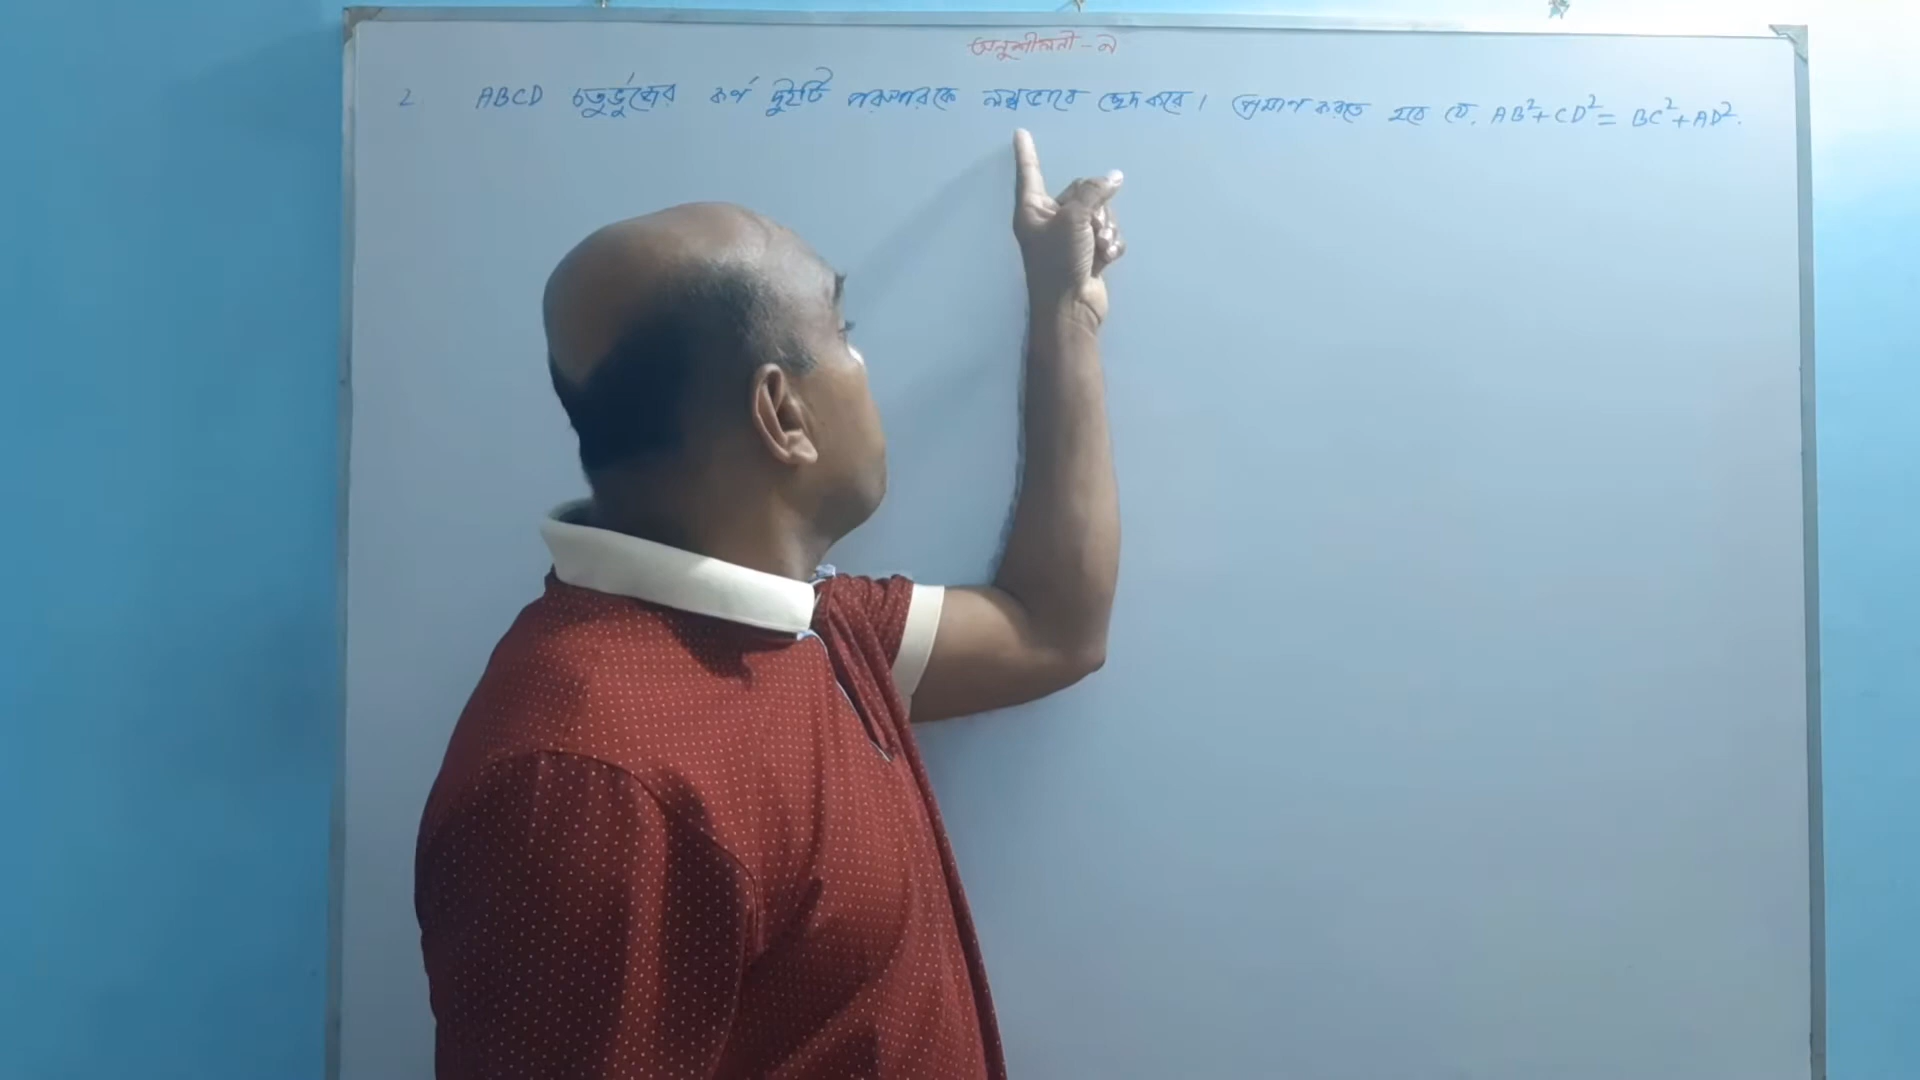 অনুশীলনী - ৯
2. ABCD চতুর্ভুজের কর্ণ দুইটি পরস্পরকে লম্বভাবে ছেদ করে। প্রমাণ করতে হবে যে, AB²+CD² = BC²+AD².